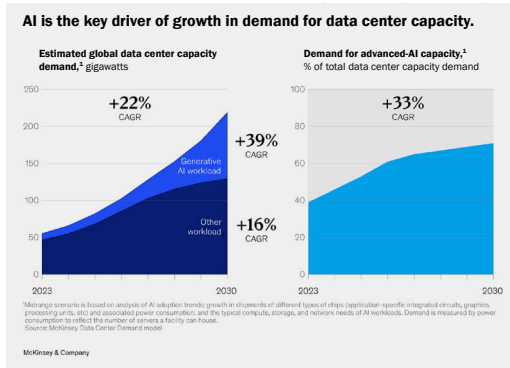 AI is the key driver of growth in demand for data center capacity.
Estimated global data center capacity
demand,¹ gigawatts
250
200
150
100
50
0
2023
2030
+22%
CAGR
+39%
CAGR
+16%
CAGR
Generative
AI workload
Other
workload
Demand for advanced-AI capacity,¹
% of total data center capacity demand
100
80
60
40
20
0
2023
2030
+33%
CAGR
¹Midrange scenario is based on analysis of AI adoption trends; growth in shipments of different types of chips (application-specific integrated circuits, graphics
processing units, etc) and associated power consumption; and the typical compute, storage, and network needs of AI workloads. Demand is measured by power
consumption to reflect the number of servers a facility can house.
Source: McKinsey Data Center Demand model
McKinsey & Company